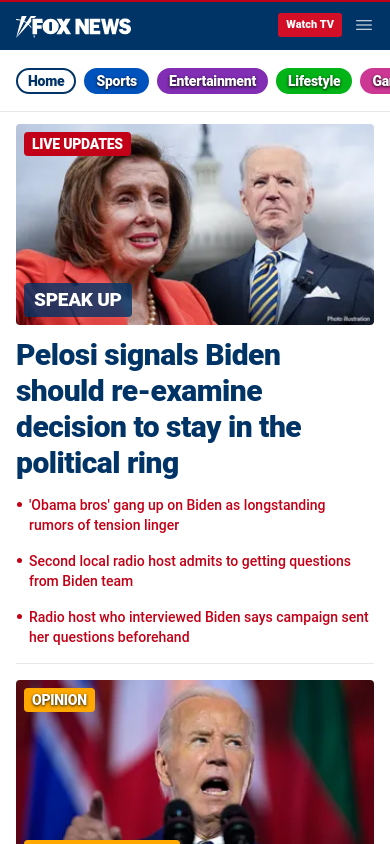 FOX NEWS
Watch TV
Home
Sports
Entertainment
Lifestyle
Ga
LIVE UPDATES
SPEAK UP
Photo illustration
Pelosi signals Biden
should re-examine
decision to stay in the
political ring
'Obama bros' gang up on Biden as longstanding
rumors of tension linger
Second local radio host admits to getting questions
from Biden team
Radio host who interviewed Biden says campaign sent
her questions beforehand
OPINION